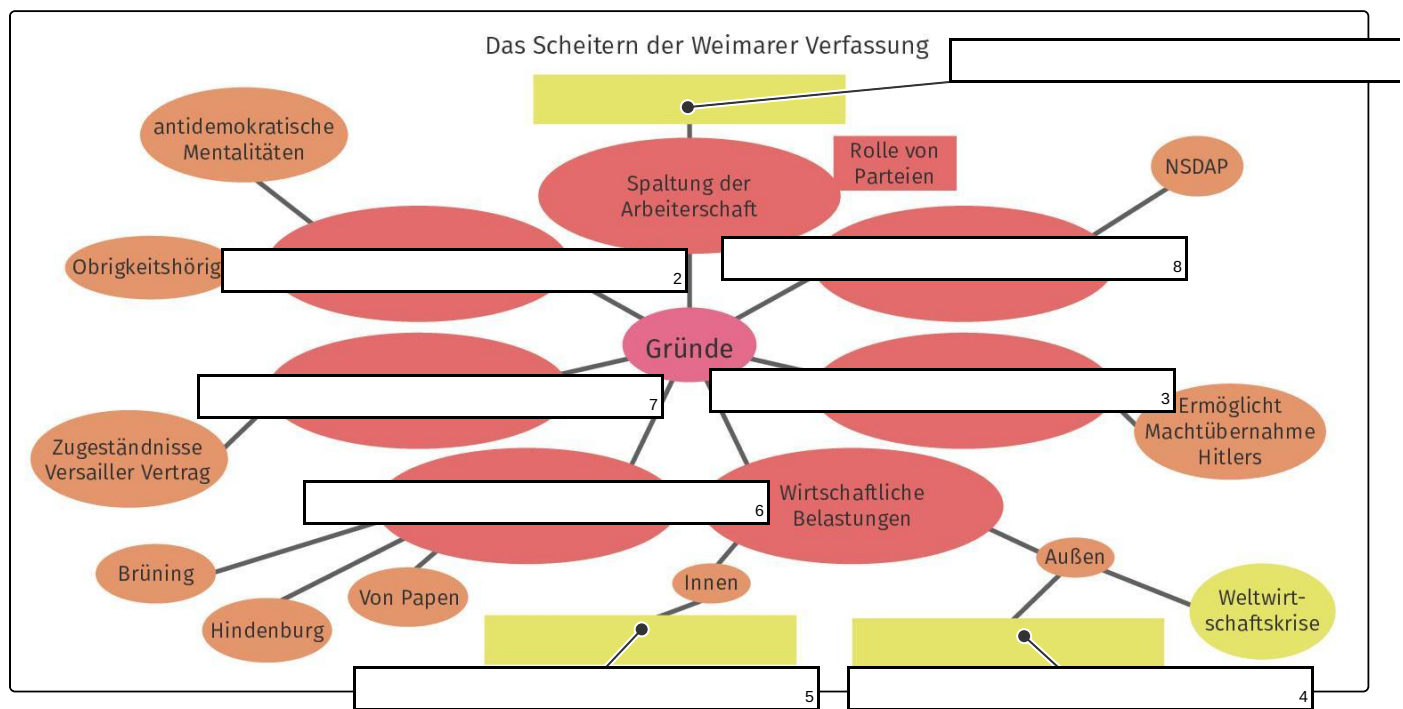 Das Scheitern der Weimarer Verfassung
antidemokratische
Mentalitäten
Rolle von
Parteien
NSDAP
Spaltung der
Arbeiterschaft
Obrigkeitshörig
2
8
Gründe
7
3
Ermöglicht
Machtübernahme
Hitlers
Zugeständnisse
Versailler Vertrag
6
Wirtschaftliche
Belastungen
Brüning
Von Papen
Hindenburg
Innen
Außen
Weltwirt-
schaftskrise
5
4